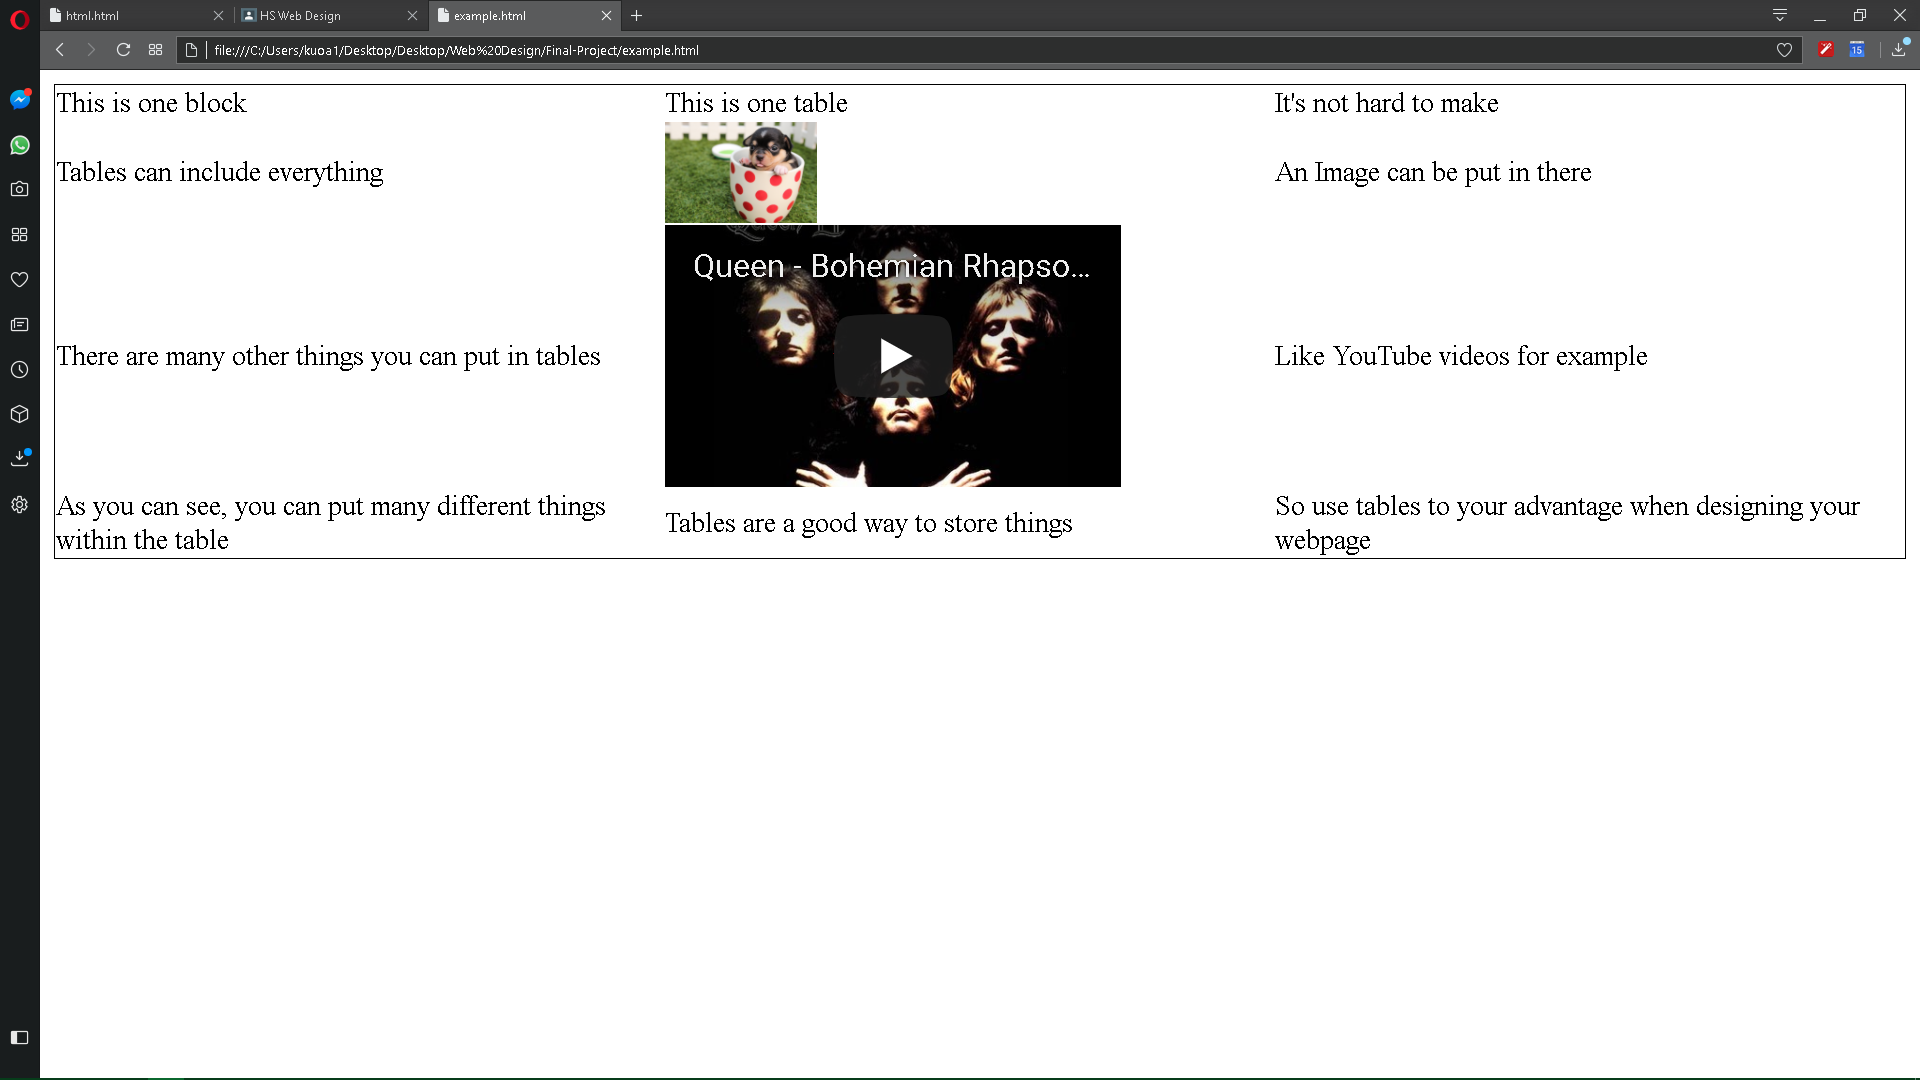 html.html
HS Web Design
example.html
file:///C:/Users/kuoa1/Desktop/Desktop/Web%20Design/Final-Project/example.html
15
This is one block
This is one table
It's not hard to make
Tables can include everything
An Image can be put in there
Queen - Bohemian Rhapso...
There are many other things you can put in tables
Like YouTube videos for example
As you can see, you can put many different things
within the table
Tables are a good way to store things
So use tables to your advantage when designing your
webpage